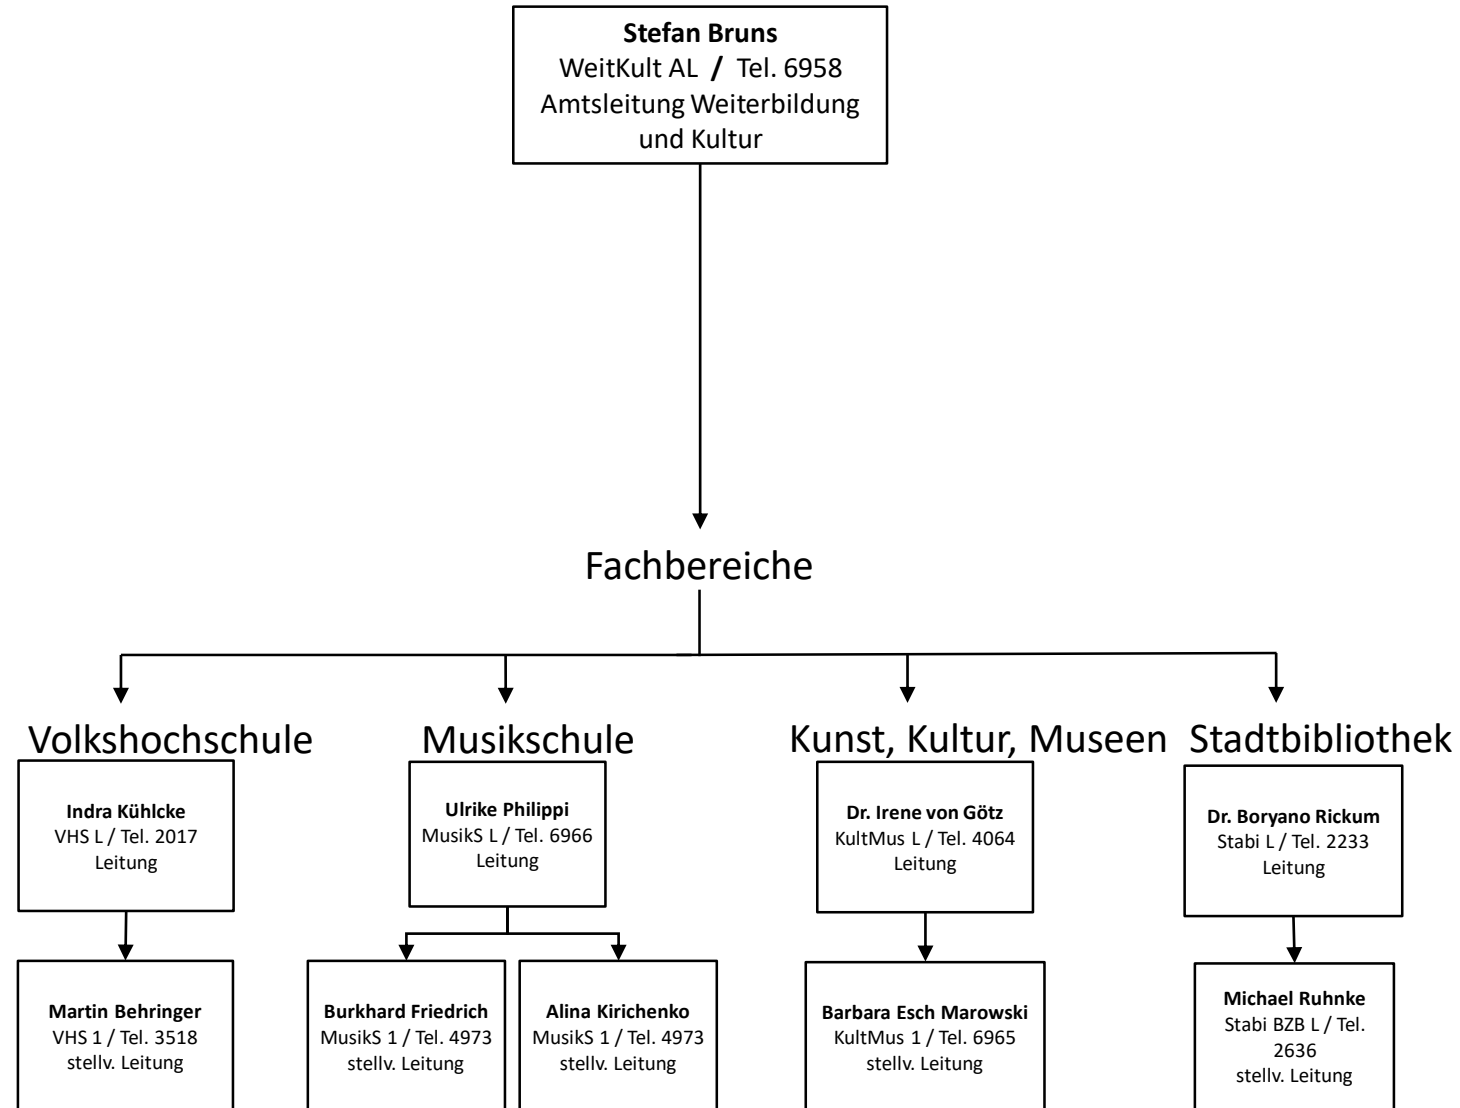 Stefan Bruns
WeitKult AL / Tel. 6958
Amtsleitung Weiterbildung
und Kultur
Fachbereiche
Volkshochschule
Indra Kühlcke
VHS L / Tel. 2017
Leitung
Martin Behringer
VHS 1 / Tel. 3518
stellv. Leitung
Musikschule
Ulrike Philippi
MusikS L / Tel. 6966
Leitung
Burkhard Friedrich
MusikS 1 / Tel. 4973
stellv. Leitung
Alina Kirichenko
MusikS 1 / Tel. 4973
stellv. Leitung
Kunst, Kultur, Museen
Dr. Irene von Götz
KultMus L / Tel. 4064
Leitung
Barbara Esch Marowski
KultMus 1 / Tel. 6965
stellv. Leitung
Stadtbibliothek
Dr. Boryano Rickum
Stabi L / Tel. 2233
Leitung
Michael Ruhnke
Stabi BZB L / Tel.
2636
stellv. Leitung